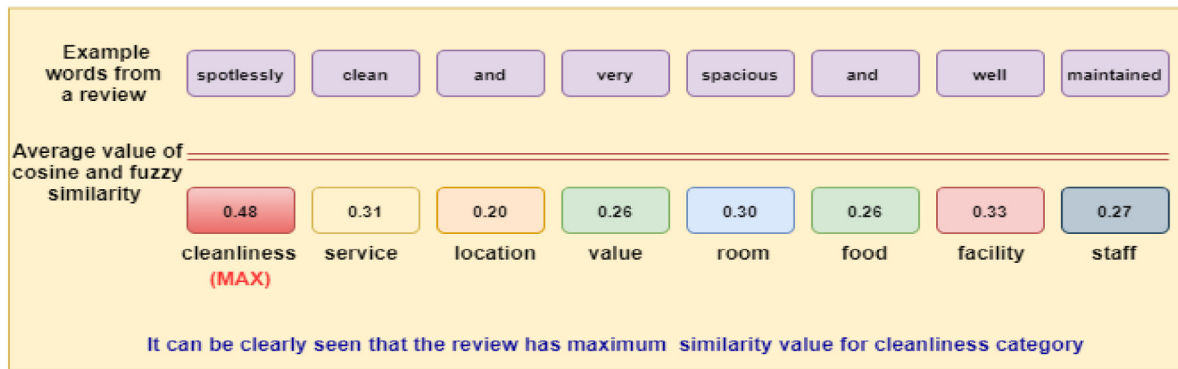 Example
words from
a review
spotlessly clean and very spacious and well maintained
Average value of
cosine and fuzzy
similarity
0.48 0.31 0.20 0.26 0.30 0.26 0.33 0.27
cleanliness service location value room food facility staff
(MAX)
It can be clearly seen that the review has maximum similarity value for cleanliness category